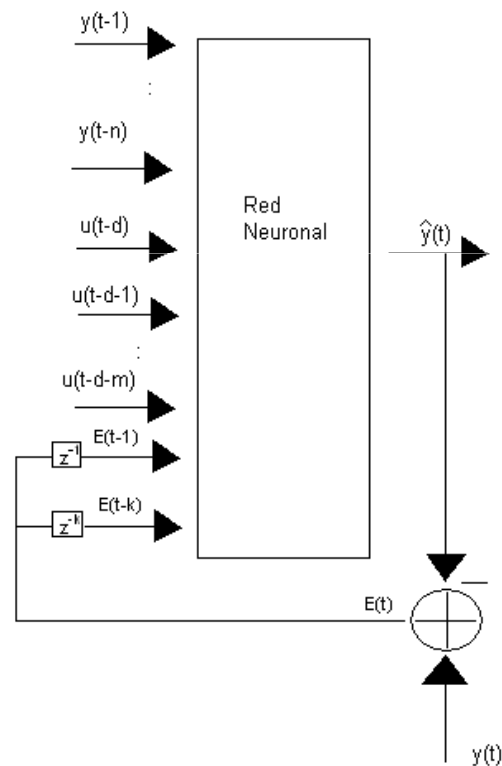 y(t-1)
:
y(t-n)
Red
Neuronal
u(t-d)
ŷ(t)
u(t-d-1)
:
u(t-d-m)
E(t-1)
z⁻¹
E(t-k)
z⁻ᵏ
E(t)
y(t)